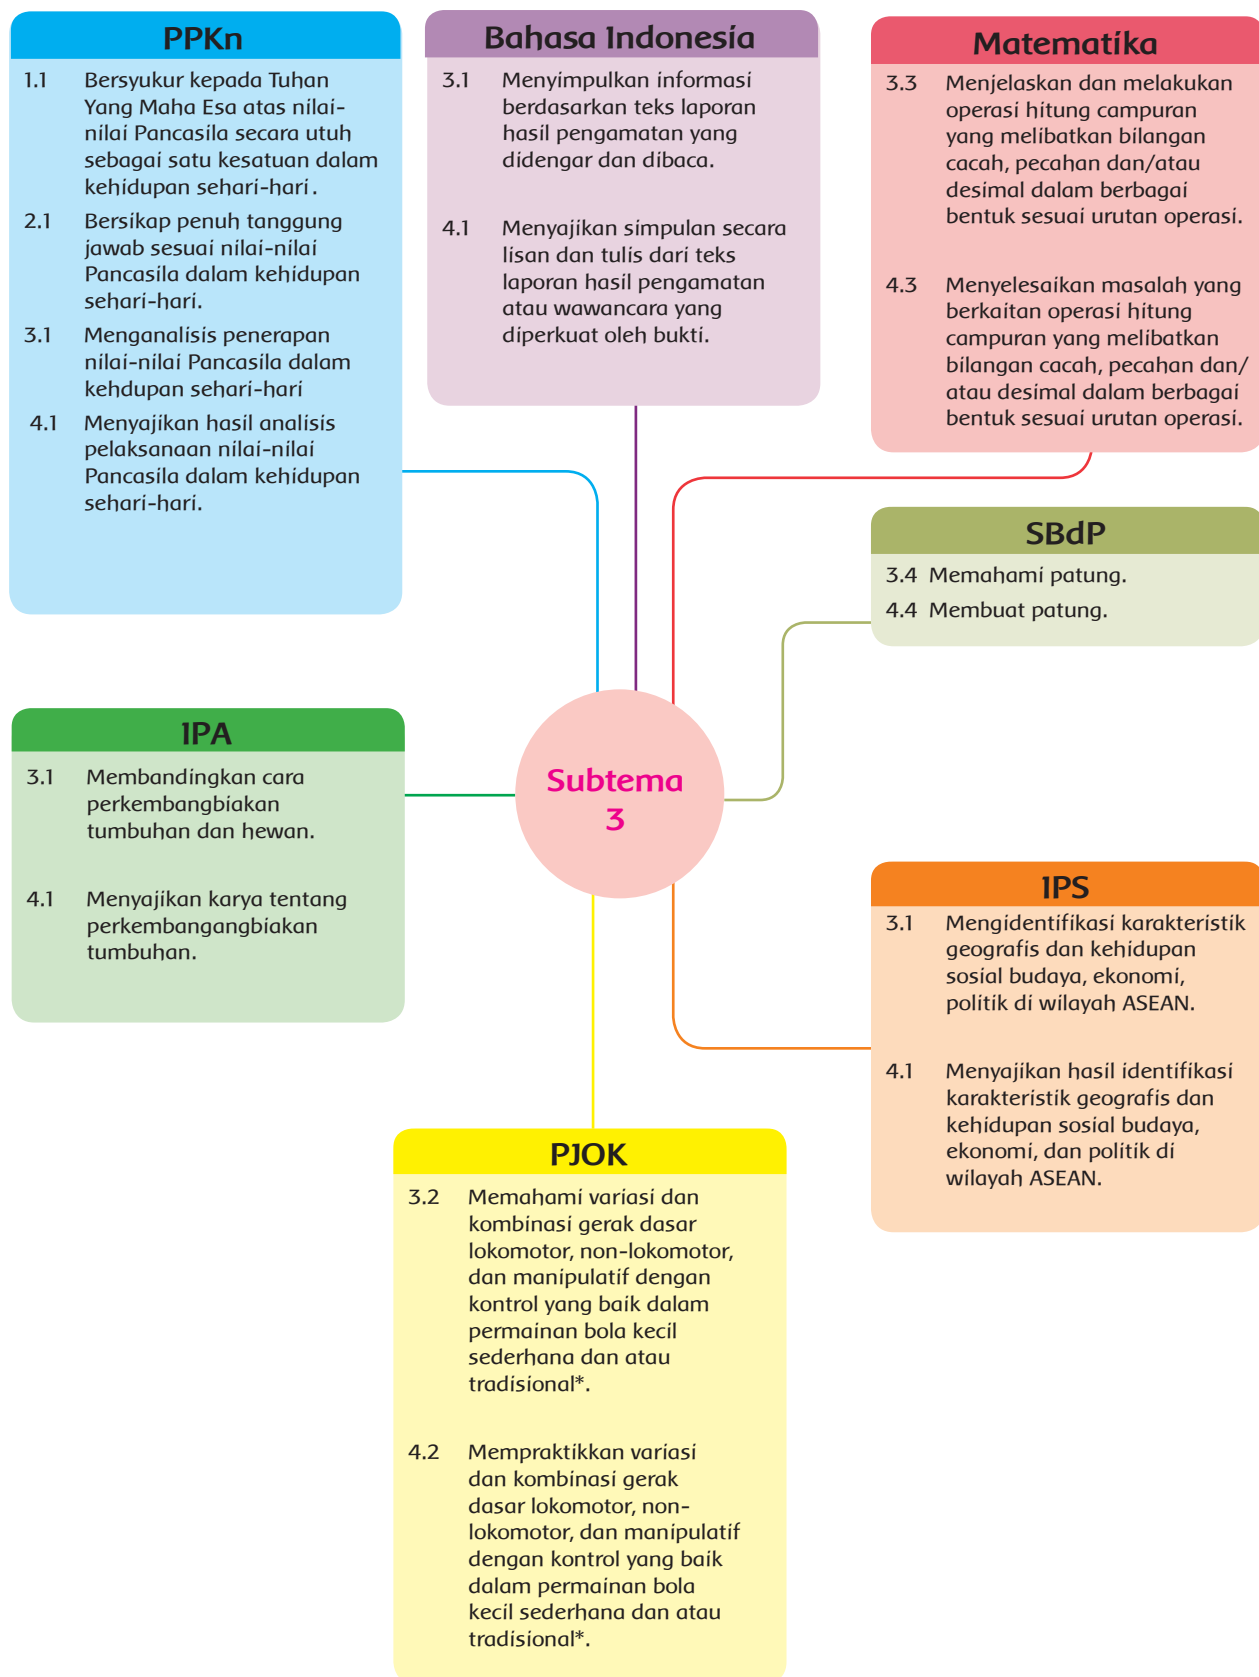 PPKn
1.1 Bersyukur kepada Tuhan
Yang Maha Esa atas nilai-
nilai Pancasila secara utuh
sebagai satu kesatuan dalam
kehidupan sehari-hari.
2.1 Bersikap penuh tanggung
jawab sesuai nilai-nilai
Pancasila dalam kehidupan
sehari-hari.
3.1 Menganalisis penerapan
nilai-nilai Pancasila dalam
kehdupan sehari-hari
4.1 Menyajikan hasil analisis
pelaksanaan nilai-nilai
Pancasila dalam kehidupan
sehari-hari.
Bahasa Indonesia
3.1 Menyimpulkan informasi
berdasarkan teks laporan
hasil pengamatan yang
didengar dan dibaca.
4.1 Menyajikan simpulan secara
lisan dan tulis dari teks
laporan hasil pengamatan
atau wawancara yang
diperkuat oleh bukti.
Matematika
3.3 Menjelaskan dan melakukan
operasi hitung campuran
yang melibatkan bilangan
cacah, pecahan dan/atau
desimal dalam berbagai
bentuk sesuai urutan operasi.
4.3 Menyelesaikan masalah yang
berkaitan operasi hitung
campuran yang melibatkan
bilangan cacah, pecahan dan/
atau desimal dalam berbagai
bentuk sesuai urutan operasi.
SBdP
3.4 Memahami patung.
4.4 Membuat patung.
IPA
3.1 Membandingkan cara
perkembangbiakan
tumbuhan dan hewan.
4.1 Menyajikan karya tentang
perkembangangbiakan
tumbuhan.
Subtema
3
IPS
3.1 Mengidentifikasi karakteristik
geografis dan kehidupan
sosial budaya, ekonomi,
politik di wilayah ASEAN.
4.1 Menyajikan hasil identifikasi
karakteristik geografis dan
kehidupan sosial budaya,
ekonomi, dan politik di
wilayah ASEAN.
PJOK
3.2 Memahami variasi dan
kombinasi gerak dasar
lokomotor, non-lokomotor,
dan manipulatif dengan
kontrol yang baik dalam
permainan bola kecil
sederhana dan atau
tradisional*.
4.2 Mempraktikkan variasi
dan kombinasi gerak
dasar lokomotor, non-
lokomotor, dan manipulatif
dengan kontrol yang baik
dalam permainan bola
kecil sederhana dan atau
tradisional*.